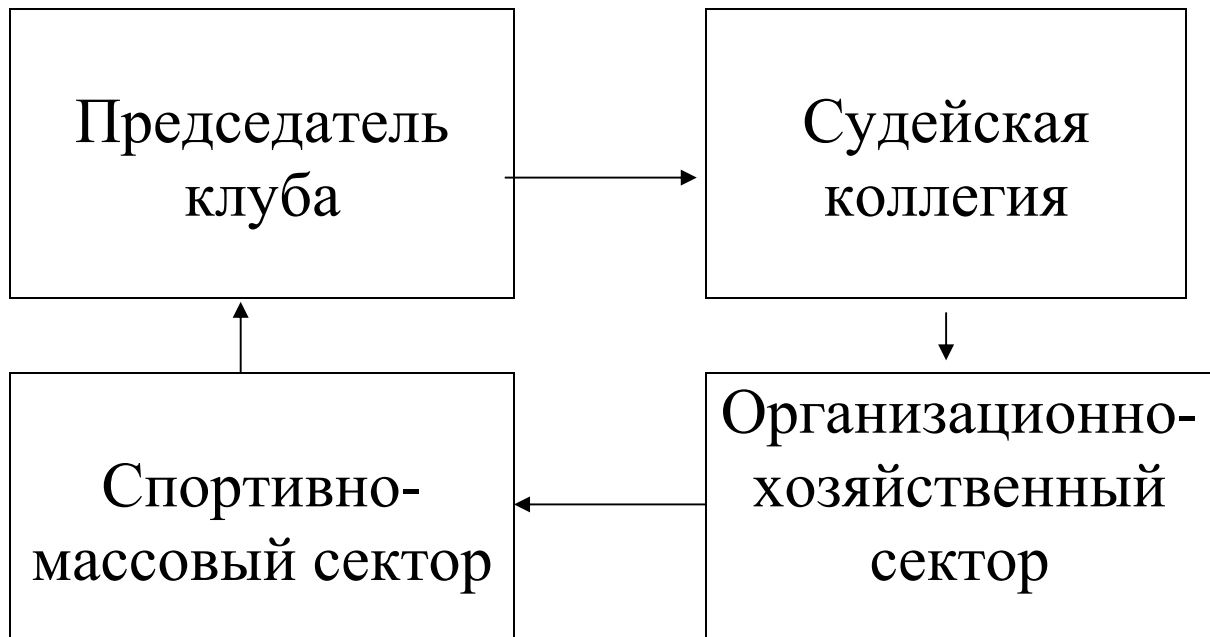 Председатель
клуба
Судейская
коллегия
Спортивно-
массовый сектор
Организационно-
хозяйственный
сектор